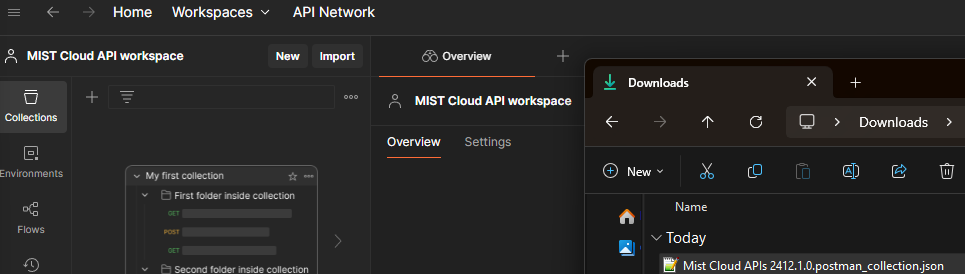 Home Workspaces API Network
MIST Cloud API workspace New Import
Overview
Collections
Environments
Flows
My first collection
First folder inside collection
GET
POST
GET
Second folder inside collection
MIST Cloud API workspace
Overview Settings
Downloads
Downloads
New
Name
Today
Mist Cloud APIs 2412.1.0.postman_collection.json